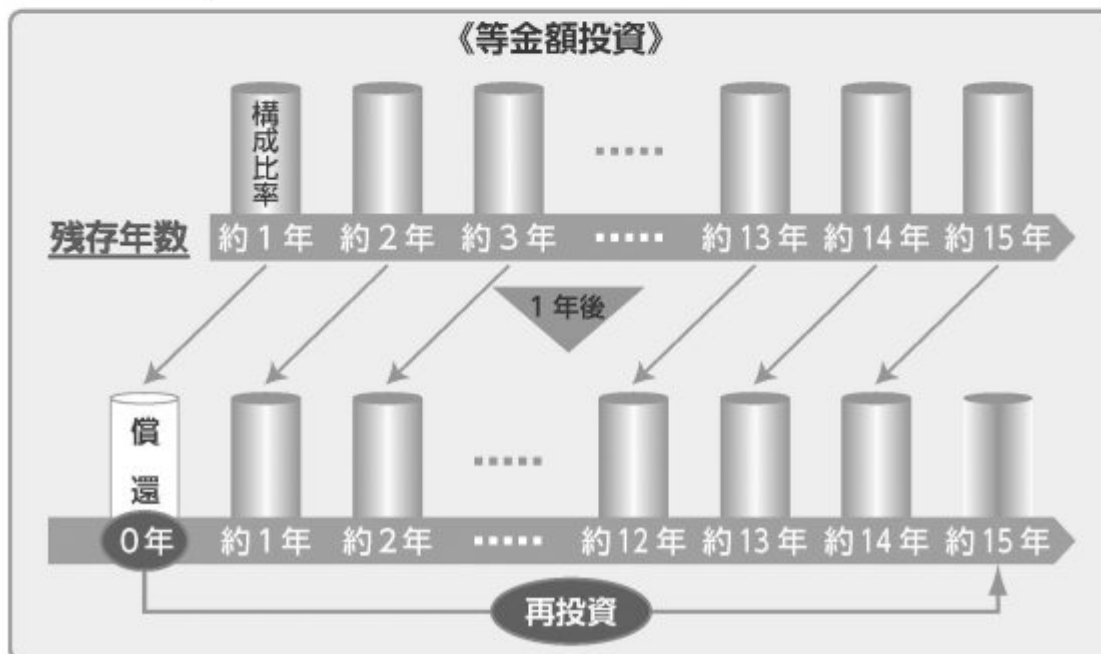 《等金額投資》
構成比率
残存年数 約1年 約2年 約3年 ····· 約13年 約14年 約15年
1年後
償還
0年 約1年 約2年 ····· 約12年 約13年 約14年 約15年
再投資